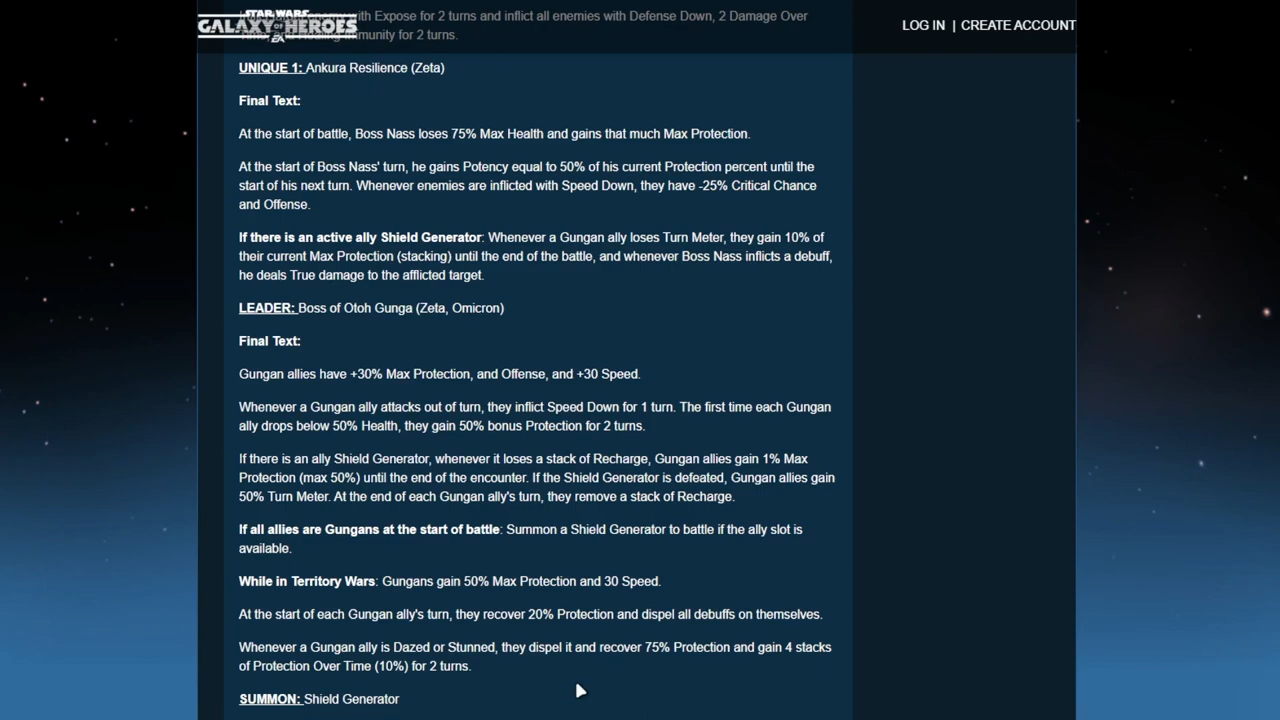 Inflict target enemy with Expose for 2 turns and inflict all enemies with Defense Down, 2 Damage Over
Time, and Healing Immunity for 2 turns.
STAR WARS
GALAXY OF HEROES
EA
LOG IN | CREATE ACCOUNT
UNIQUE 1: Ankura Resilience (Zeta)
Final Text:
At the start of battle, Boss Nass loses 75% Max Health and gains that much Max Protection.
At the start of Boss Nass' turn, he gains Potency equal to 50% of his current Protection percent until the
start of his next turn. Whenever enemies are inflicted with Speed Down, they have -25% Critical Chance
and Offense.
If there is an active ally Shield Generator: Whenever a Gungan ally loses Turn Meter, they gain 10% of
their current Max Protection (stacking) until the end of the battle, and whenever Boss Nass inflicts a debuff,
he deals True damage to the afflicted target.
LEADER: Boss of Otoh Gunga (Zeta, Omicron)
Final Text:
Gungan allies have +30% Max Protection, and Offense, and +30 Speed.
Whenever a Gungan ally attacks out of turn, they inflict Speed Down for 1 turn. The first time each Gungan
ally drops below 50% Health, they gain 50% bonus Protection for 2 turns.
If there is an ally Shield Generator, whenever it loses a stack of Recharge, Gungan allies gain 1% Max
Protection (max 50%) until the end of the encounter. If the Shield Generator is defeated, Gungan allies gain
50% Turn Meter. At the end of each Gungan ally's turn, they remove a stack of Recharge.
If all allies are Gungans at the start of battle: Summon a Shield Generator to battle if the ally slot is
available.
While in Territory Wars: Gungans gain 50% Max Protection and 30 Speed.
At the start of each Gungan ally's turn, they recover 20% Protection and dispel all debuffs on themselves.
Whenever a Gungan ally is Dazed or Stunned, they dispel it and recover 75% Protection and gain 4 stacks
of Protection Over Time (10%) for 2 turns.
SUMMON: Shield Generator